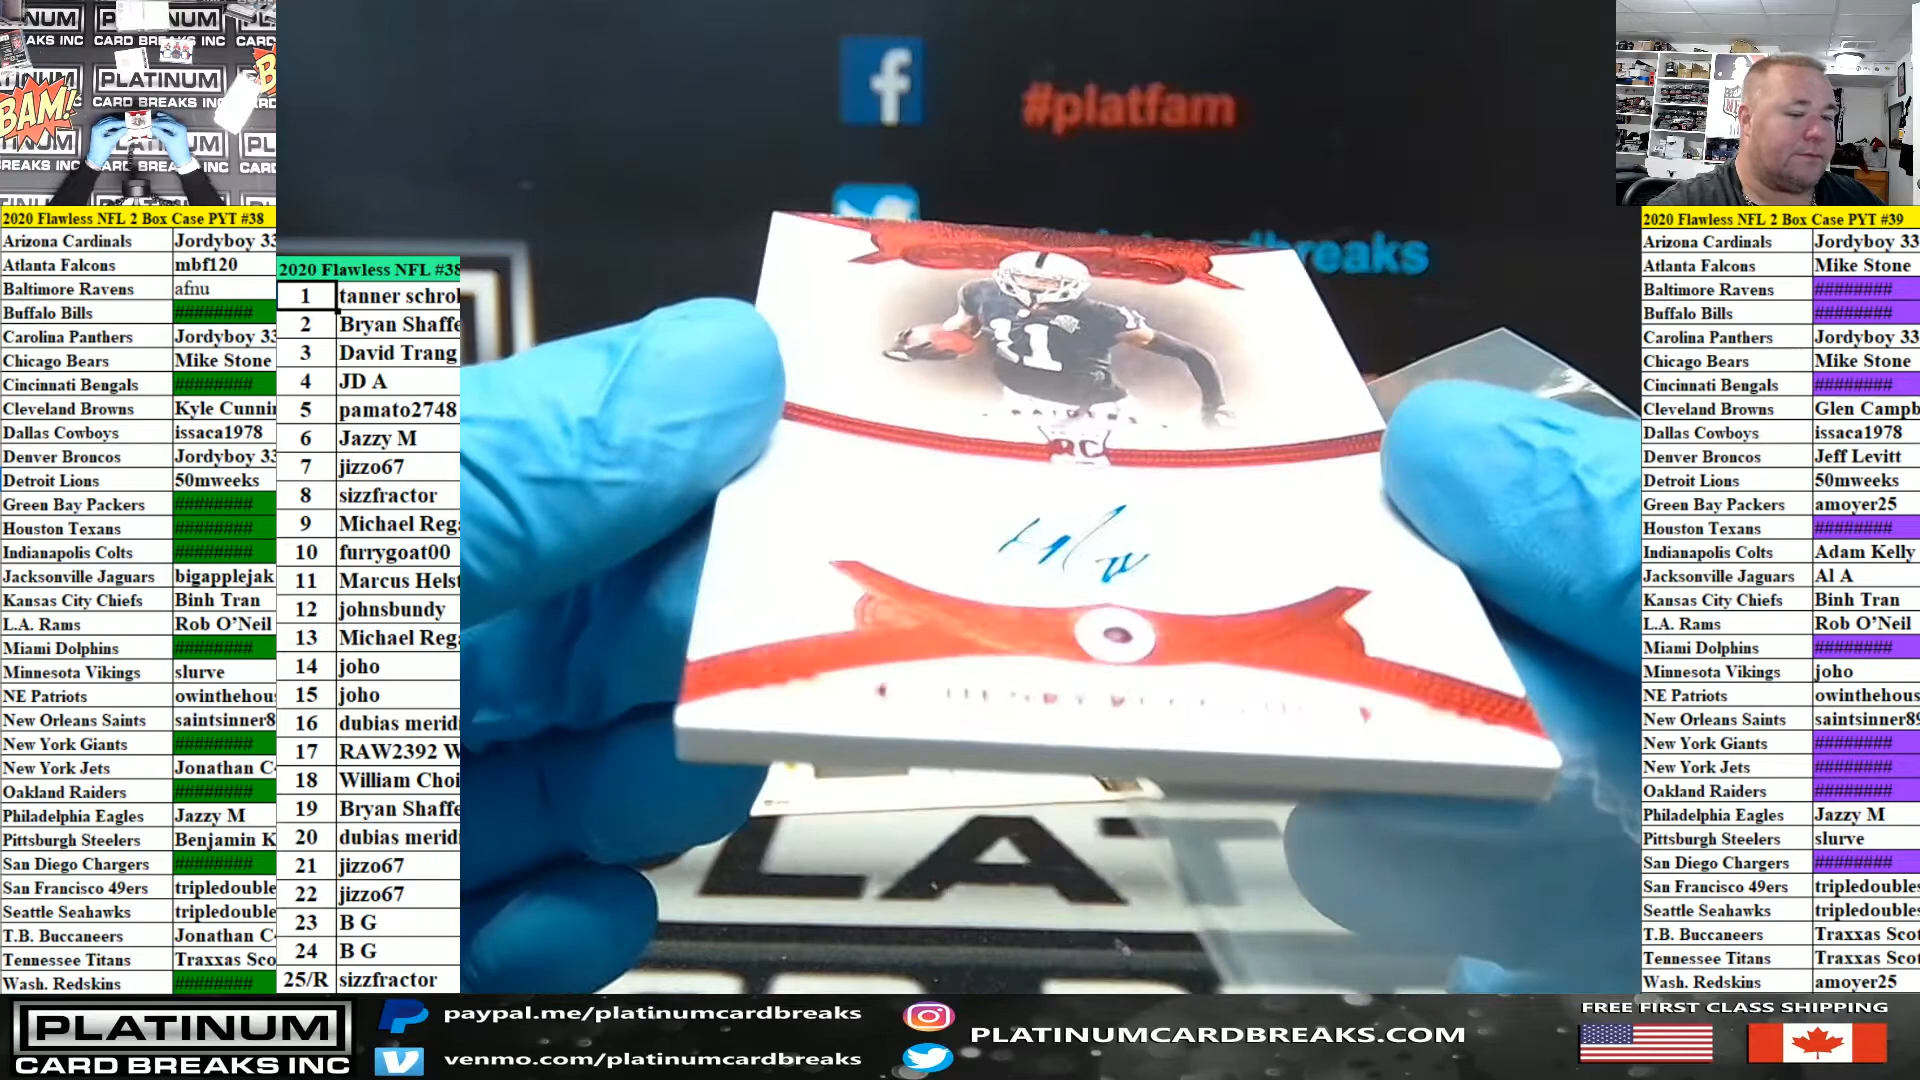 PLATINUM
CARD BREAKS INC
BAM!
#platfam
11
RC
2020 Flawless NFL 2 Box Case PYT #38
Arizona Cardinals Jordyboy 33
Atlanta Falcons mbf120
Baltimore Ravens afnu
Buffalo Bills ########
Carolina Panthers Jordyboy 33
Chicago Bears Mike Stone
Cincinnati Bengals ########
Cleveland Browns Kyle Cunni
Dallas Cowboys issaca1978
Denver Broncos Jordyboy 33
Detroit Lions 50mweeks
Green Bay Packers ########
Houston Texans ########
Indianapolis Colts ########
Jacksonville Jaguars bigapplejak
Kansas City Chiefs Binh Tran
L.A. Rams Rob O'Neil
Miami Dolphins ########
Minnesota Vikings slurve
NE Patriots owinthehou
New Orleans Saints saintsinner8
New York Giants ########
New York Jets Jonathan C
Oakland Raiders ########
Philadelphia Eagles Jazzy M
Pittsburgh Steelers Benjamin K
San Diego Chargers ########
San Francisco 49ers tripledouble
Seattle Seahawks tripledouble
T.B. Buccaneers Jonathan C
Tennessee Titans Traxxas Sco
Wash. Redskins ########
2020 Flawless NFL #38
1 tanner schro
2 Bryan Shaffe
3 David Trang
4 JD A
5 pamato2748
6 Jazzy M
7 jizzo67
8 sizzfractor
9 Michael Reg
10 furrygoat00
11 Marcus Helst
12 johnsbundy
13 Michael Reg
14 joho
15 joho
16 dubias merid
17 RAW2392 W
18 William Choi
19 Bryan Shaffe
20 dubias merid
21 jizzo67
22 jizzo67
23 B G
24 B G
25/R sizzfractor
2020 Flawless NFL 2 Box Case PYT #39
Arizona Cardinals Jordyboy 33
Atlanta Falcons Mike Stone
Baltimore Ravens ########
Buffalo Bills ########
Carolina Panthers Jordyboy 33
Chicago Bears Mike Stone
Cincinnati Bengals ########
Cleveland Browns Glen Campb
Dallas Cowboys issaca1978
Denver Broncos Jeff Levitt
Detroit Lions 50mweeks
Green Bay Packers amoyer25
Houston Texans ########
Indianapolis Colts Adam Kelly
Jacksonville Jaguars Al A
Kansas City Chiefs Binh Tran
L.A. Rams Rob O'Neil
Miami Dolphins ########
Minnesota Vikings joho
NE Patriots owinthehous
New Orleans Saints saintsinner89
New York Giants ########
New York Jets ########
Oakland Raiders ########
Philadelphia Eagles Jazzy M
Pittsburgh Steelers slurve
San Diego Chargers ########
San Francisco 49ers tripledoubles
Seattle Seahawks tripledoubles
T.B. Buccaneers Traxxas Scot
Tennessee Titans Traxxas Scot
Wash. Redskins amoyer25
PLATINUM
CARD BREAKS INC
paypal.me/platinumcardbreaks
venmo.com/platinumcardbreaks
PLATINUMCARDBREAKS.COM
FREE FIRST CLASS SHIPPING